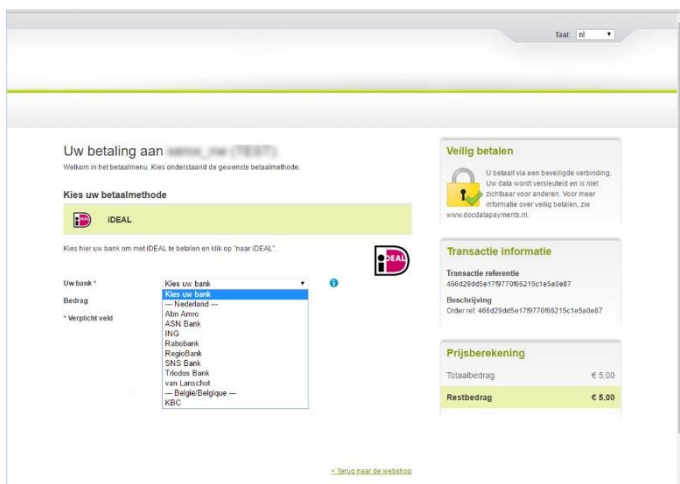 Taal: nl
Uw betaling aan
Welkom in het betaalmenu. Kies onderstaand de gewenste betaalmethode.
Kies uw betaalmethode
iDEAL
Kies hier uw bank om met iDEAL te betalen en klik op "naar iDEAL".
iDEAL
Uw bank *
Kies uw bank
Kies uw bank
--- Nederland ---
Abn Amro
ASN Bank
ING
Rabobank
RegioBank
SNS Bank
Triodos Bank
van Lanschot
--- België/Belgique ---
KBC
Bedrag
* Verplicht veld
< Terug naar de webshop
Veilig betalen
U betaalt via een beveiligde verbinding.
Uw data wordt versleuteld en is niet
zichtbaar voor anderen. Voor meer
informatie over veilig betalen, zie
www.docdatapayments.nl.
Transactie informatie
Transactie referentie
Beschrijving
Order ref.
Prijsberekening
Totaalbedrag € 5,00
Restbedrag € 5,00